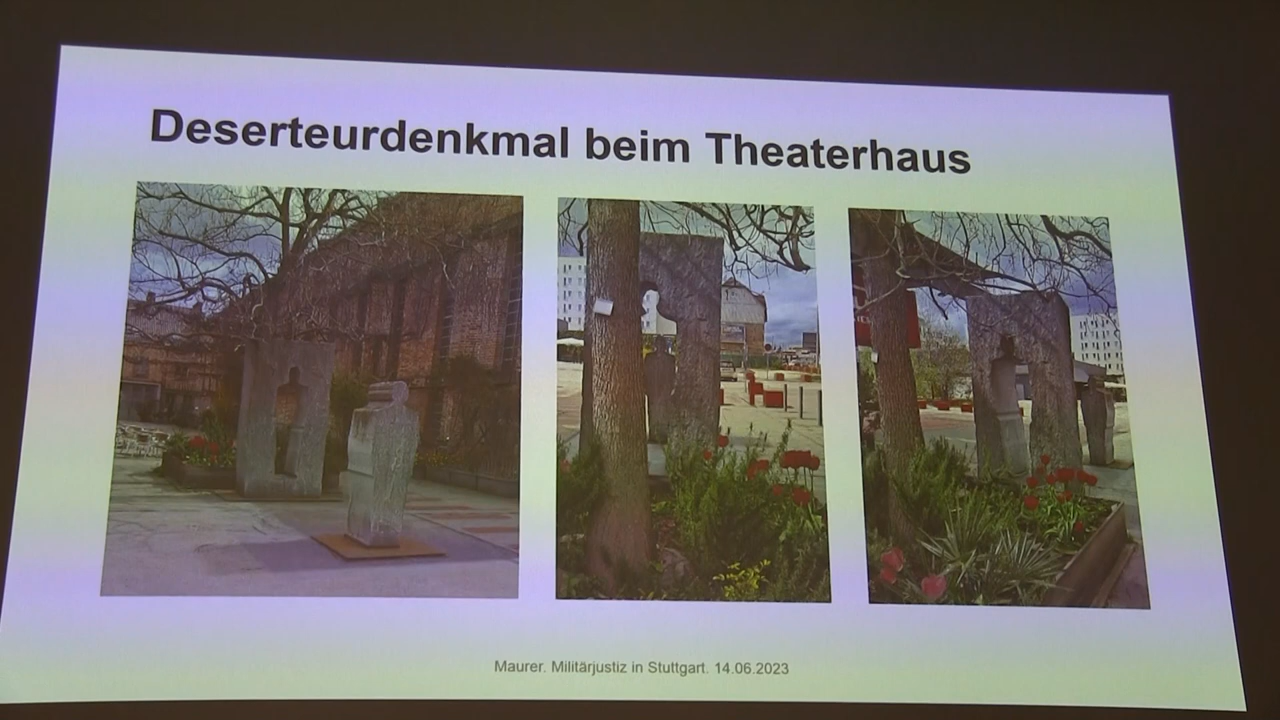 Deserteurdenkmal beim Theaterhaus
Maurer. Militärjustiz in Stuttgart. 14.06.2023